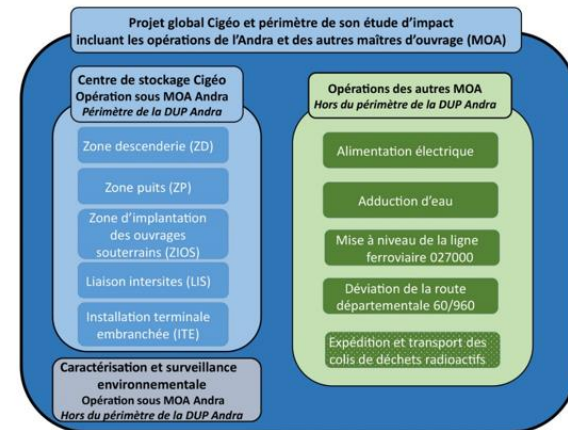 Projet global Cigéo et périmètre de son étude d'impact
incluant les opérations de l'Andra et des autres maîtres d'ouvrage (MOA)
Centre de stockage Cigéo
Opération sous MOA Andra
Périmètre de la DUP Andra
Zone descenderie (ZD)
Zone puits (ZP)
Zone d'implantation
des ouvrages
souterrains (ZIOS)
Liaison intersites (LIS)
Installation terminale
embranchée (ITE)
Caractérisation et surveillance
environnementale
Opération sous MOA Andra
Hors du périmètre de la DUP Andra
Opérations des autres MOA
Hors du périmètre de la DUP Andra
Alimentation électrique
Adduction d'eau
Mise à niveau de la ligne
ferroviaire 027000
Déviation de la route
départementale 60/960
Expédition et transport des
colis de déchets radioactifs